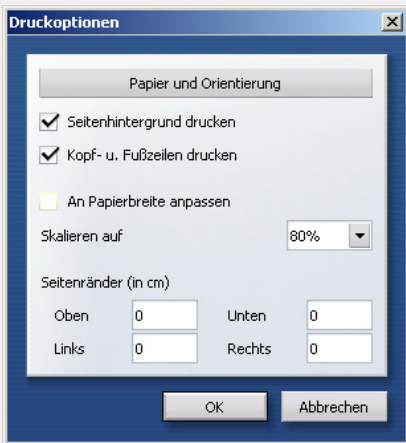 Druckoptionen
Papier und Orientierung
Seitenhintergrund drucken
Kopf- u. Fußzeilen drucken
An Papierbreite anpassen
Skalieren auf 80%
Seitenränder (in cm)
Oben 0 Unten 0
Links 0 Rechts 0
OK Abbrechen